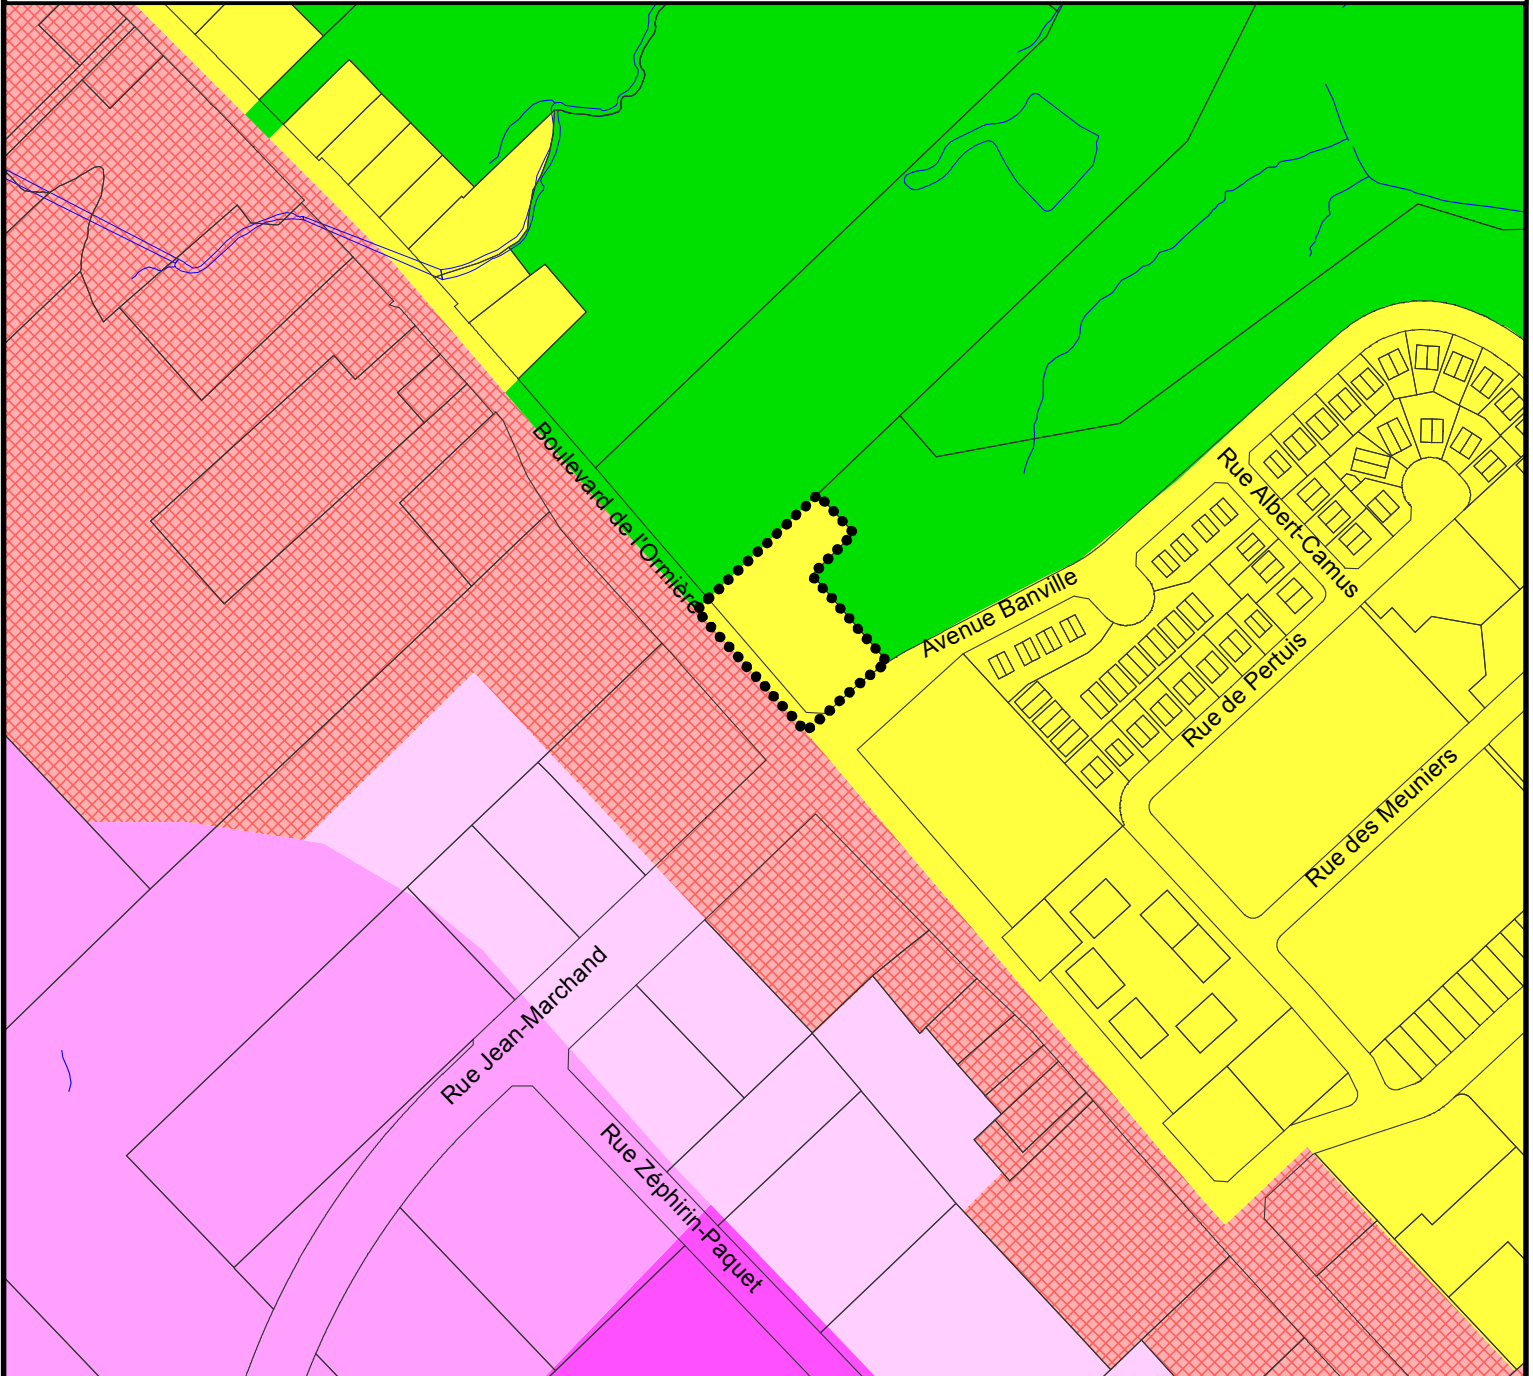 Boulevard de l'Ormière
Rue Albert-Camus
Avenue Banville
Rue de Pertuis
Rue des Meuniers
Rue Jean-Marchand
Rue Zéphirin-Paquet